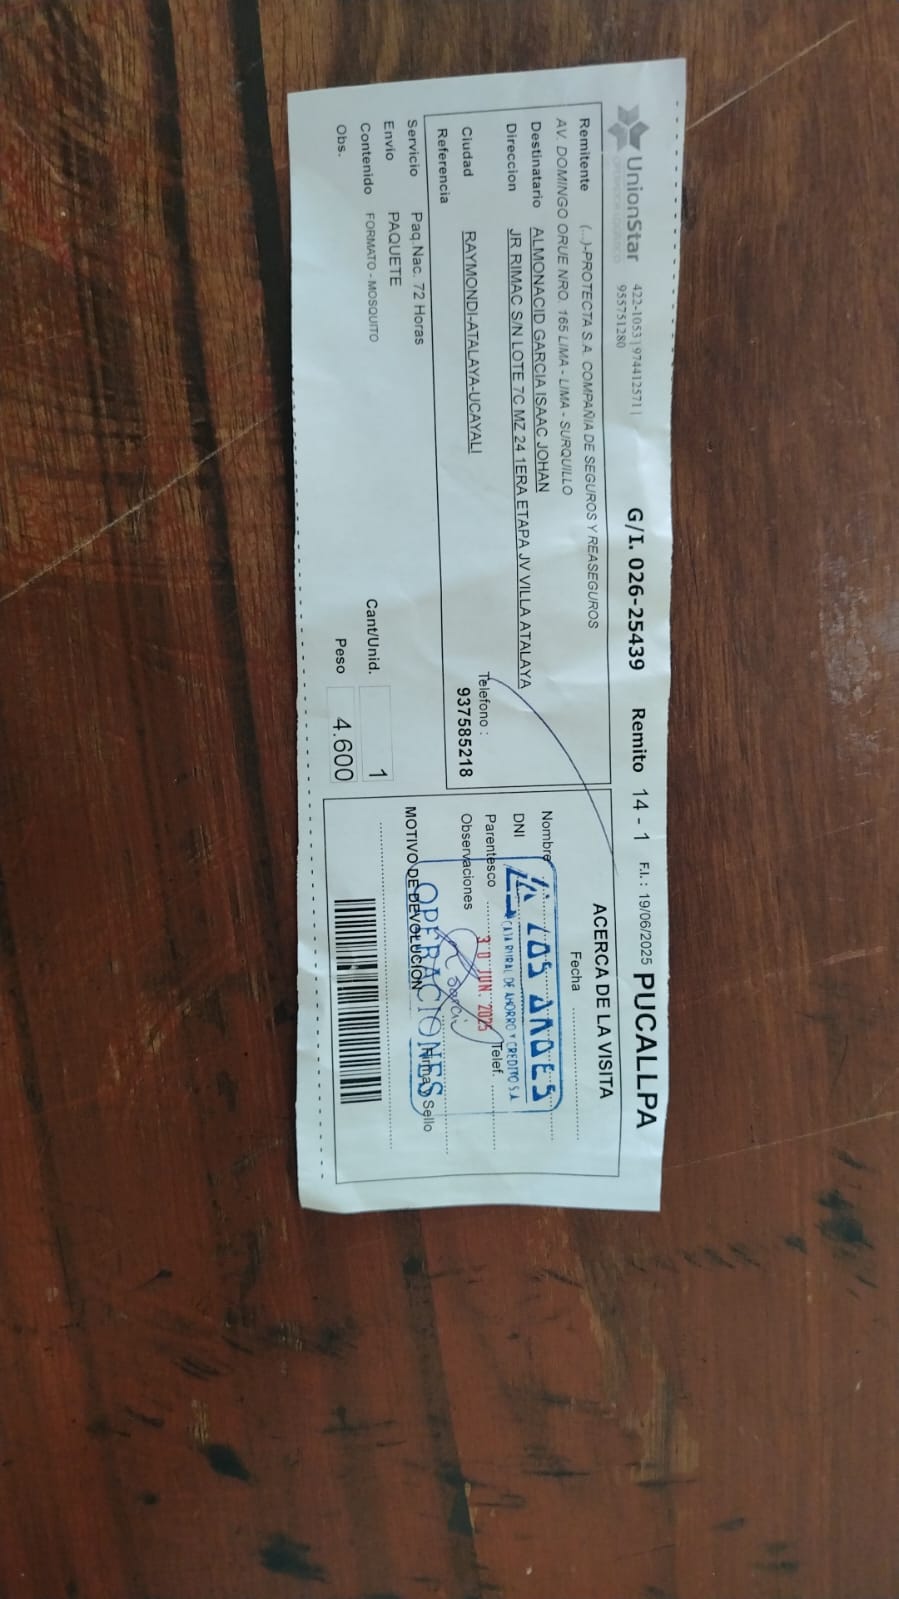 UnionStar 422-1053 | 974412571 | G/I. 026-25439 Remito 14 - 1 F.I.: 19/06/2025 PUCALLPA
955751280
Remitente (...)-PROTECTA S.A. COMPAÑIA DE SEGUROS Y REASEGUROS
AV. DOMINGO ORUE NRO. 165 LIMA - LIMA - SURQUILLO
Destinatario ALMONACID GARCIA ISAAC JOHAN
Direccion JR RIMAC S/N LOTE 7C MZ 24 1ERA ETAPA JV VILLA ATALAYA
Telefono :
Ciudad RAYMONDI-ATALAYA-UCAYALI 937585218
Referencia
Servicio Paq.Nac. 72 Horas
Envio PAQUETE
Contenido FORMATO - MOSQUITO Cant/Unid. 1
Obs. Peso 4.600
ACERCA DE LA VISITA
Fecha
Nombre
DNI
Parentesco Telef.
Observaciones
Firma y Sello
MOTIVO DE DEVOLUCION
LOS ANDES
CAJA RURAL DE AHORRO Y CREDITO S.A.
30 JUN. 2025
OPERACIONES